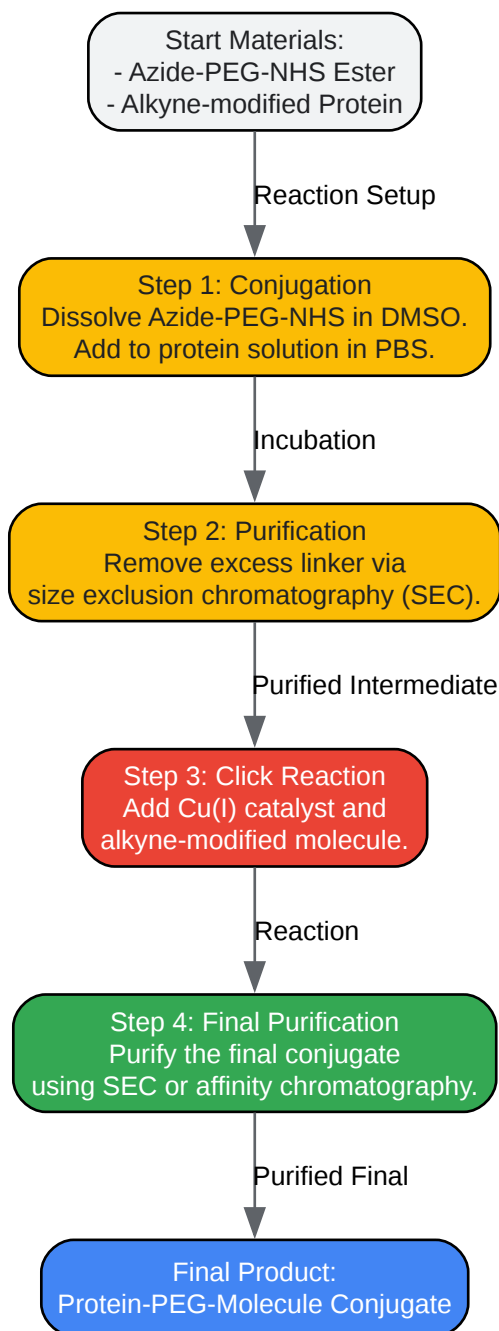 Start Materials:
- Azide-PEG-NHS Ester
- Alkyne-modified Protein
Reaction Setup
Step 1: Conjugation
Dissolve Azide-PEG-NHS in DMSO.
Add to protein solution in PBS.
Incubation
Step 2: Purification
Remove excess linker via
size exclusion chromatography (SEC).
Purified Intermediate
Step 3: Click Reaction
Add Cu(I) catalyst and
alkyne-modified molecule.
Reaction
Step 4: Final Purification
Purify the final conjugate
using SEC or affinity chromatography.
Purified Final
Final Product:
Protein-PEG-Molecule Conjugate